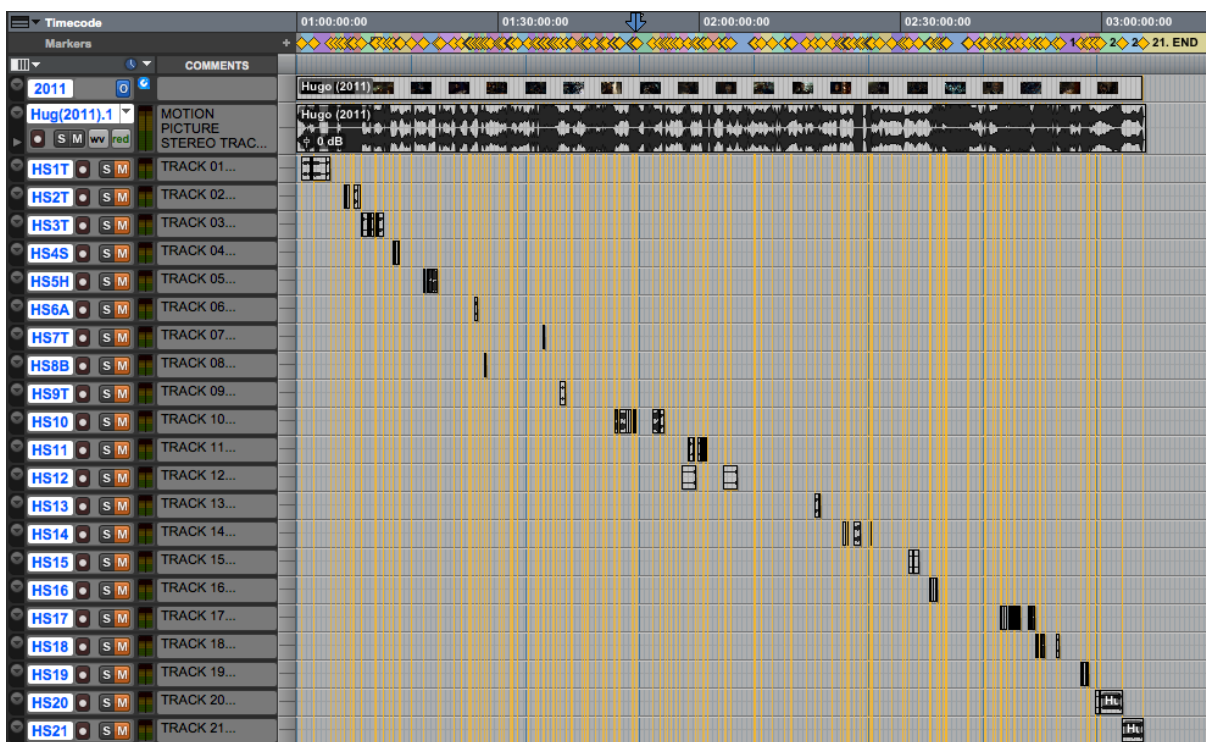 Timecode 01:00:00:00 01:30:00:00 02:00:00:00 02:30:00:00 03:00:00:00
Markers + 1 2 2 21. END
COMMENTS
2011 O Hugo (2011)
Hug(2011).1 MOTION Hugo (2011)
PICTURE
S M wv red STEREO TRAC... 0 dB
HS1T S M TRACK 01...
HS2T S M TRACK 02...
HS3T S M TRACK 03...
HS4S S M TRACK 04...
HS5H S M TRACK 05...
HS6A S M TRACK 06...
HS7T S M TRACK 07...
HS8B S M TRACK 08...
HS9T S M TRACK 09...
HS10 S M TRACK 10...
HS11 S M TRACK 11...
HS12 S M TRACK 12...
HS13 S M TRACK 13...
HS14 S M TRACK 14...
HS15 S M TRACK 15...
HS16 S M TRACK 16...
HS17 S M TRACK 17...
HS18 S M TRACK 18...
HS19 S M TRACK 19...
HS20 S M TRACK 20... Hu
HS21 S M TRACK 21... Hu